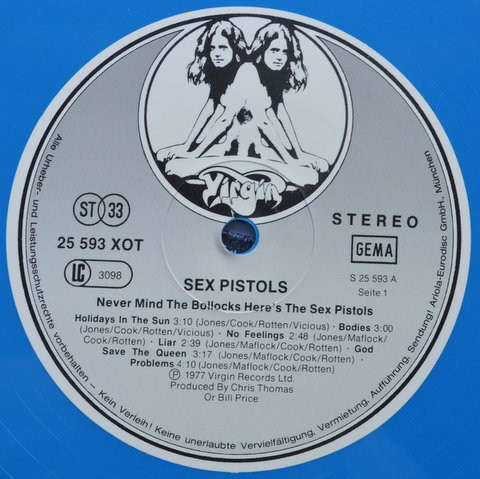 Virgin
ST 33
STEREO
25 593 XOT
GEMA
LC 3098
S 25 593 A
Seite 1
SEX PISTOLS
Never Mind The Bollocks Here's The Sex Pistols
Holidays In The Sun 3:10 (Jones/Cook/Rotten/Vicious) · Bodies 3:00
(Jones/Cook/Rotten/Vicious) · No Feelings 2:48 (Jones/Maflock/
Cook/Rotten) · Liar 2:39 (Jones/Maflock/Cook/Rotten) · God
Save The Queen 3:17 (Jones/Maflock/Cook/Rotten) ·
Problems 4:10 (Jones/Maflock/Cook/Rotten)
Ⓟ 1977 Virgin Records Ltd.
Produced By Chris Thomas
Or Bill Price
Alle Urheber- und Leistungsschutzrechte vorbehalten – Kein Verleih! Keine unerlaubte Vervielfältigung, Vermietung, Aufführung, Sendung! Ariola-Eurodisc GmbH., München